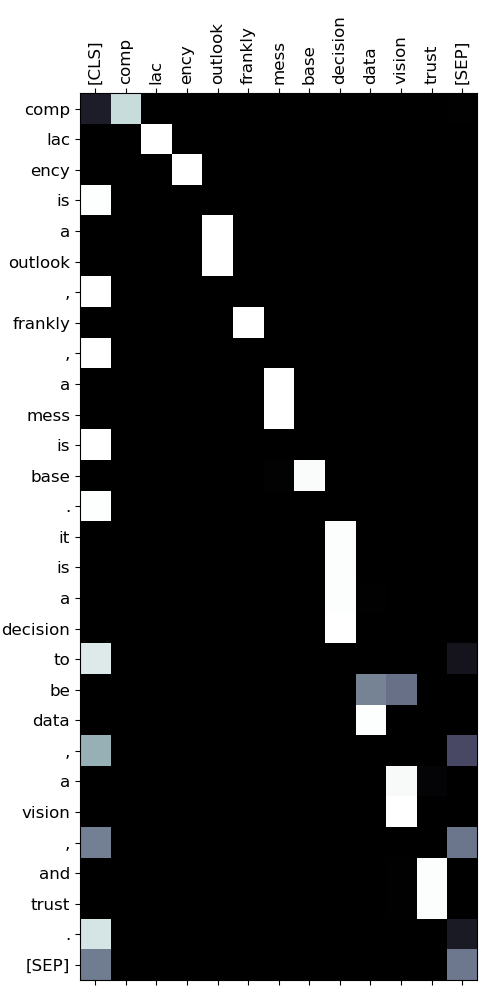 [CLS] comp lac ency outlook frankly mess base decision data vision trust [SEP]
comp
lac
ency
is
a
outlook
,
frankly
,
a
mess
is
base
.
it
is
a
decision
to
be
data
,
a
vision
,
and
trust
.
[SEP]